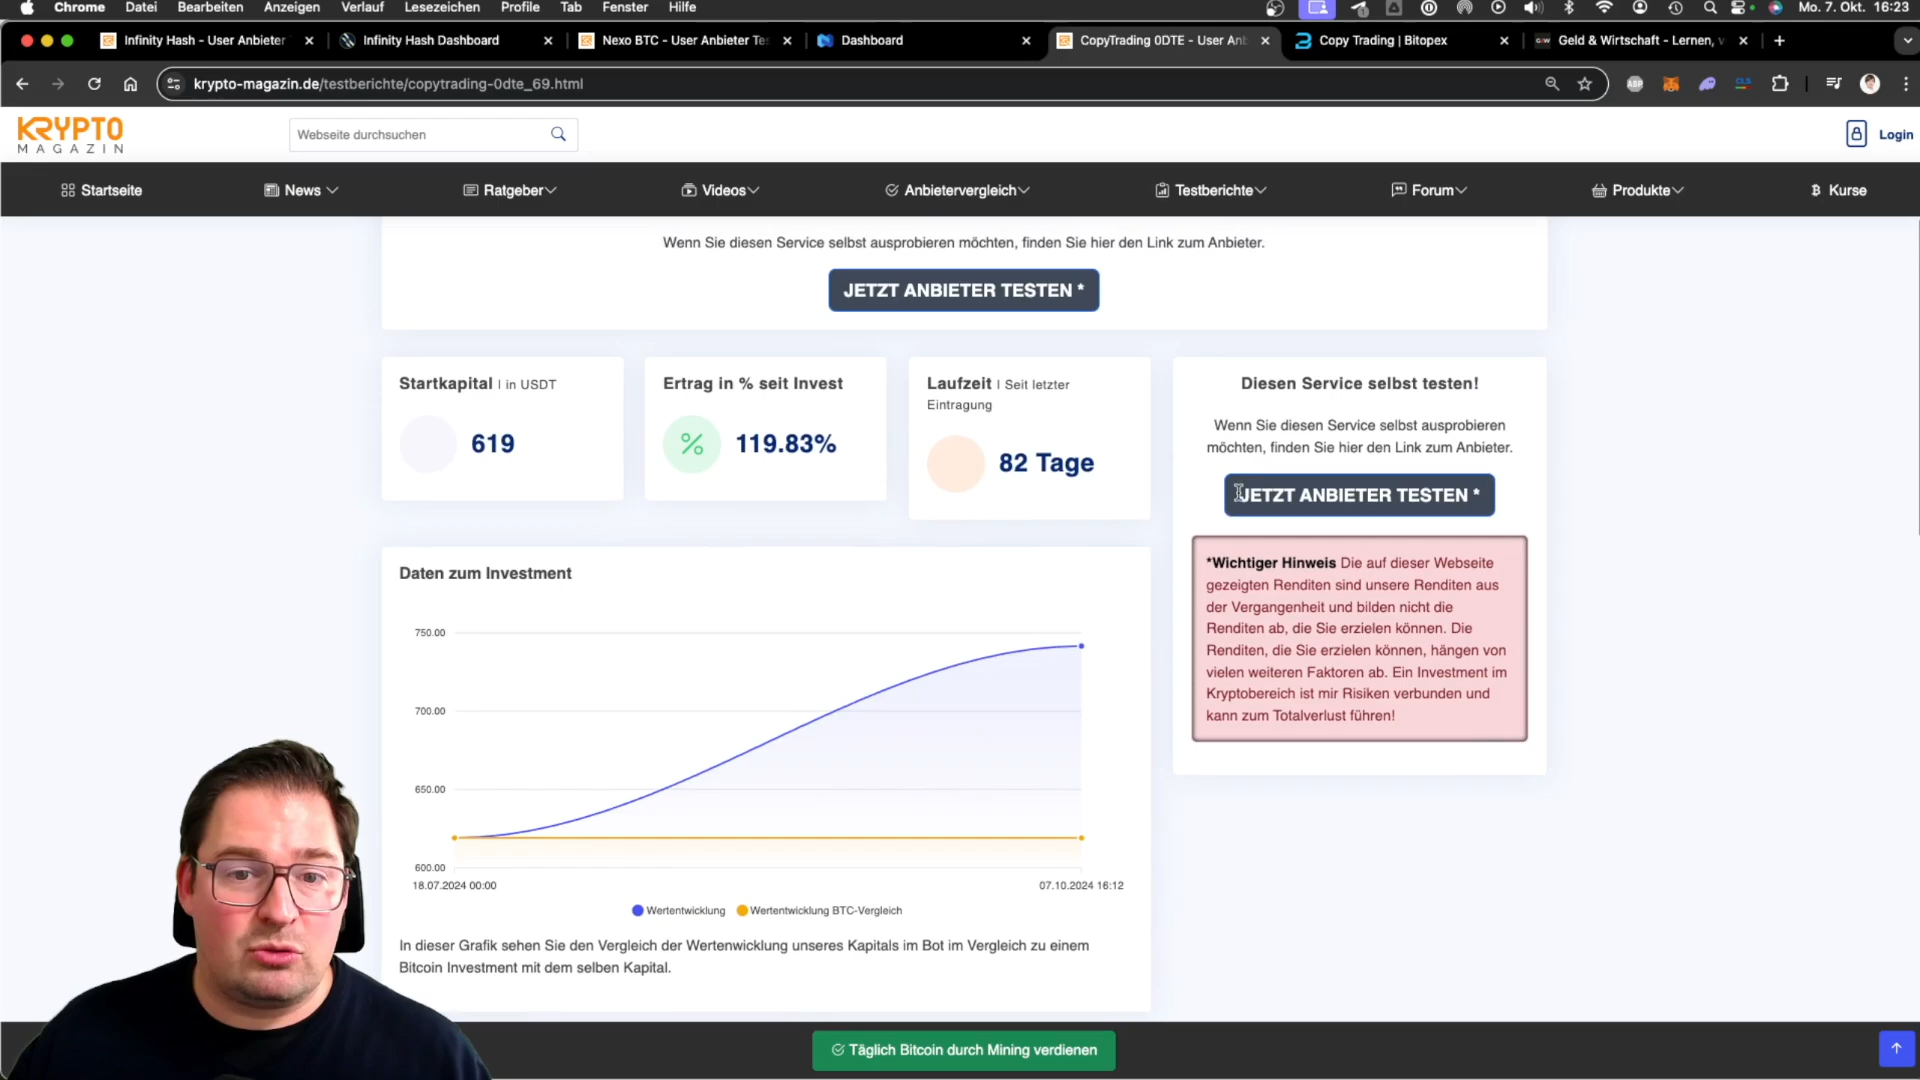 Chrome Datei Bearbeiten Anzeigen Verlauf Lesezeichen Profile Tab Fenster Hilfe Mo. 7. Okt. 16:23
Infinity Hash - User Anbieter Infinity Hash Dashboard Nexo BTC - User Anbieter Te Dashboard CopyTrading 0DTE - User Anb Copy Trading | Bitopex Geld & Wirtschaft - Lernen, v
krypto-magazin.de/testberichte/copytrading-0dte_69.html
KRYPTO
MAGAZIN
Webseite durchsuchen
Login
Startseite News Ratgeber Videos Anbietervergleich Testberichte Forum Produkte Kurse
Wenn Sie diesen Service selbst ausprobieren möchten, finden Sie hier den Link zum Anbieter.
JETZT ANBIETER TESTEN *
Startkapital | in USDT
619
Ertrag in % seit Invest
% 119.83%
Laufzeit | Seit letzter
Eintragung
82 Tage
Diesen Service selbst testen!
Wenn Sie diesen Service selbst ausprobieren
möchten, finden Sie hier den Link zum Anbieter.
JETZT ANBIETER TESTEN *
*Wichtiger Hinweis Die auf dieser Webseite
gezeigten Renditen sind unsere Renditen aus
der Vergangenheit und bilden nicht die
Renditen ab, die Sie erzielen können. Die
Renditen, die Sie erzielen können, hängen von
vielen weiteren Faktoren ab. Ein Investment im
Kryptobereich ist mir Risiken verbunden und
kann zum Totalverlust führen!
Daten zum Investment
750.00
700.00
650.00
600.00
18.07.2024 00:00 07.10.2024 16:12
Wertentwicklung Wertentwicklung BTC-Vergleich
In dieser Grafik sehen Sie den Vergleich der Wertenwicklung unseres Kapitals im Bot im Vergleich zu einem
Bitcoin Investment mit dem selben Kapital.
Täglich Bitcoin durch Mining verdienen